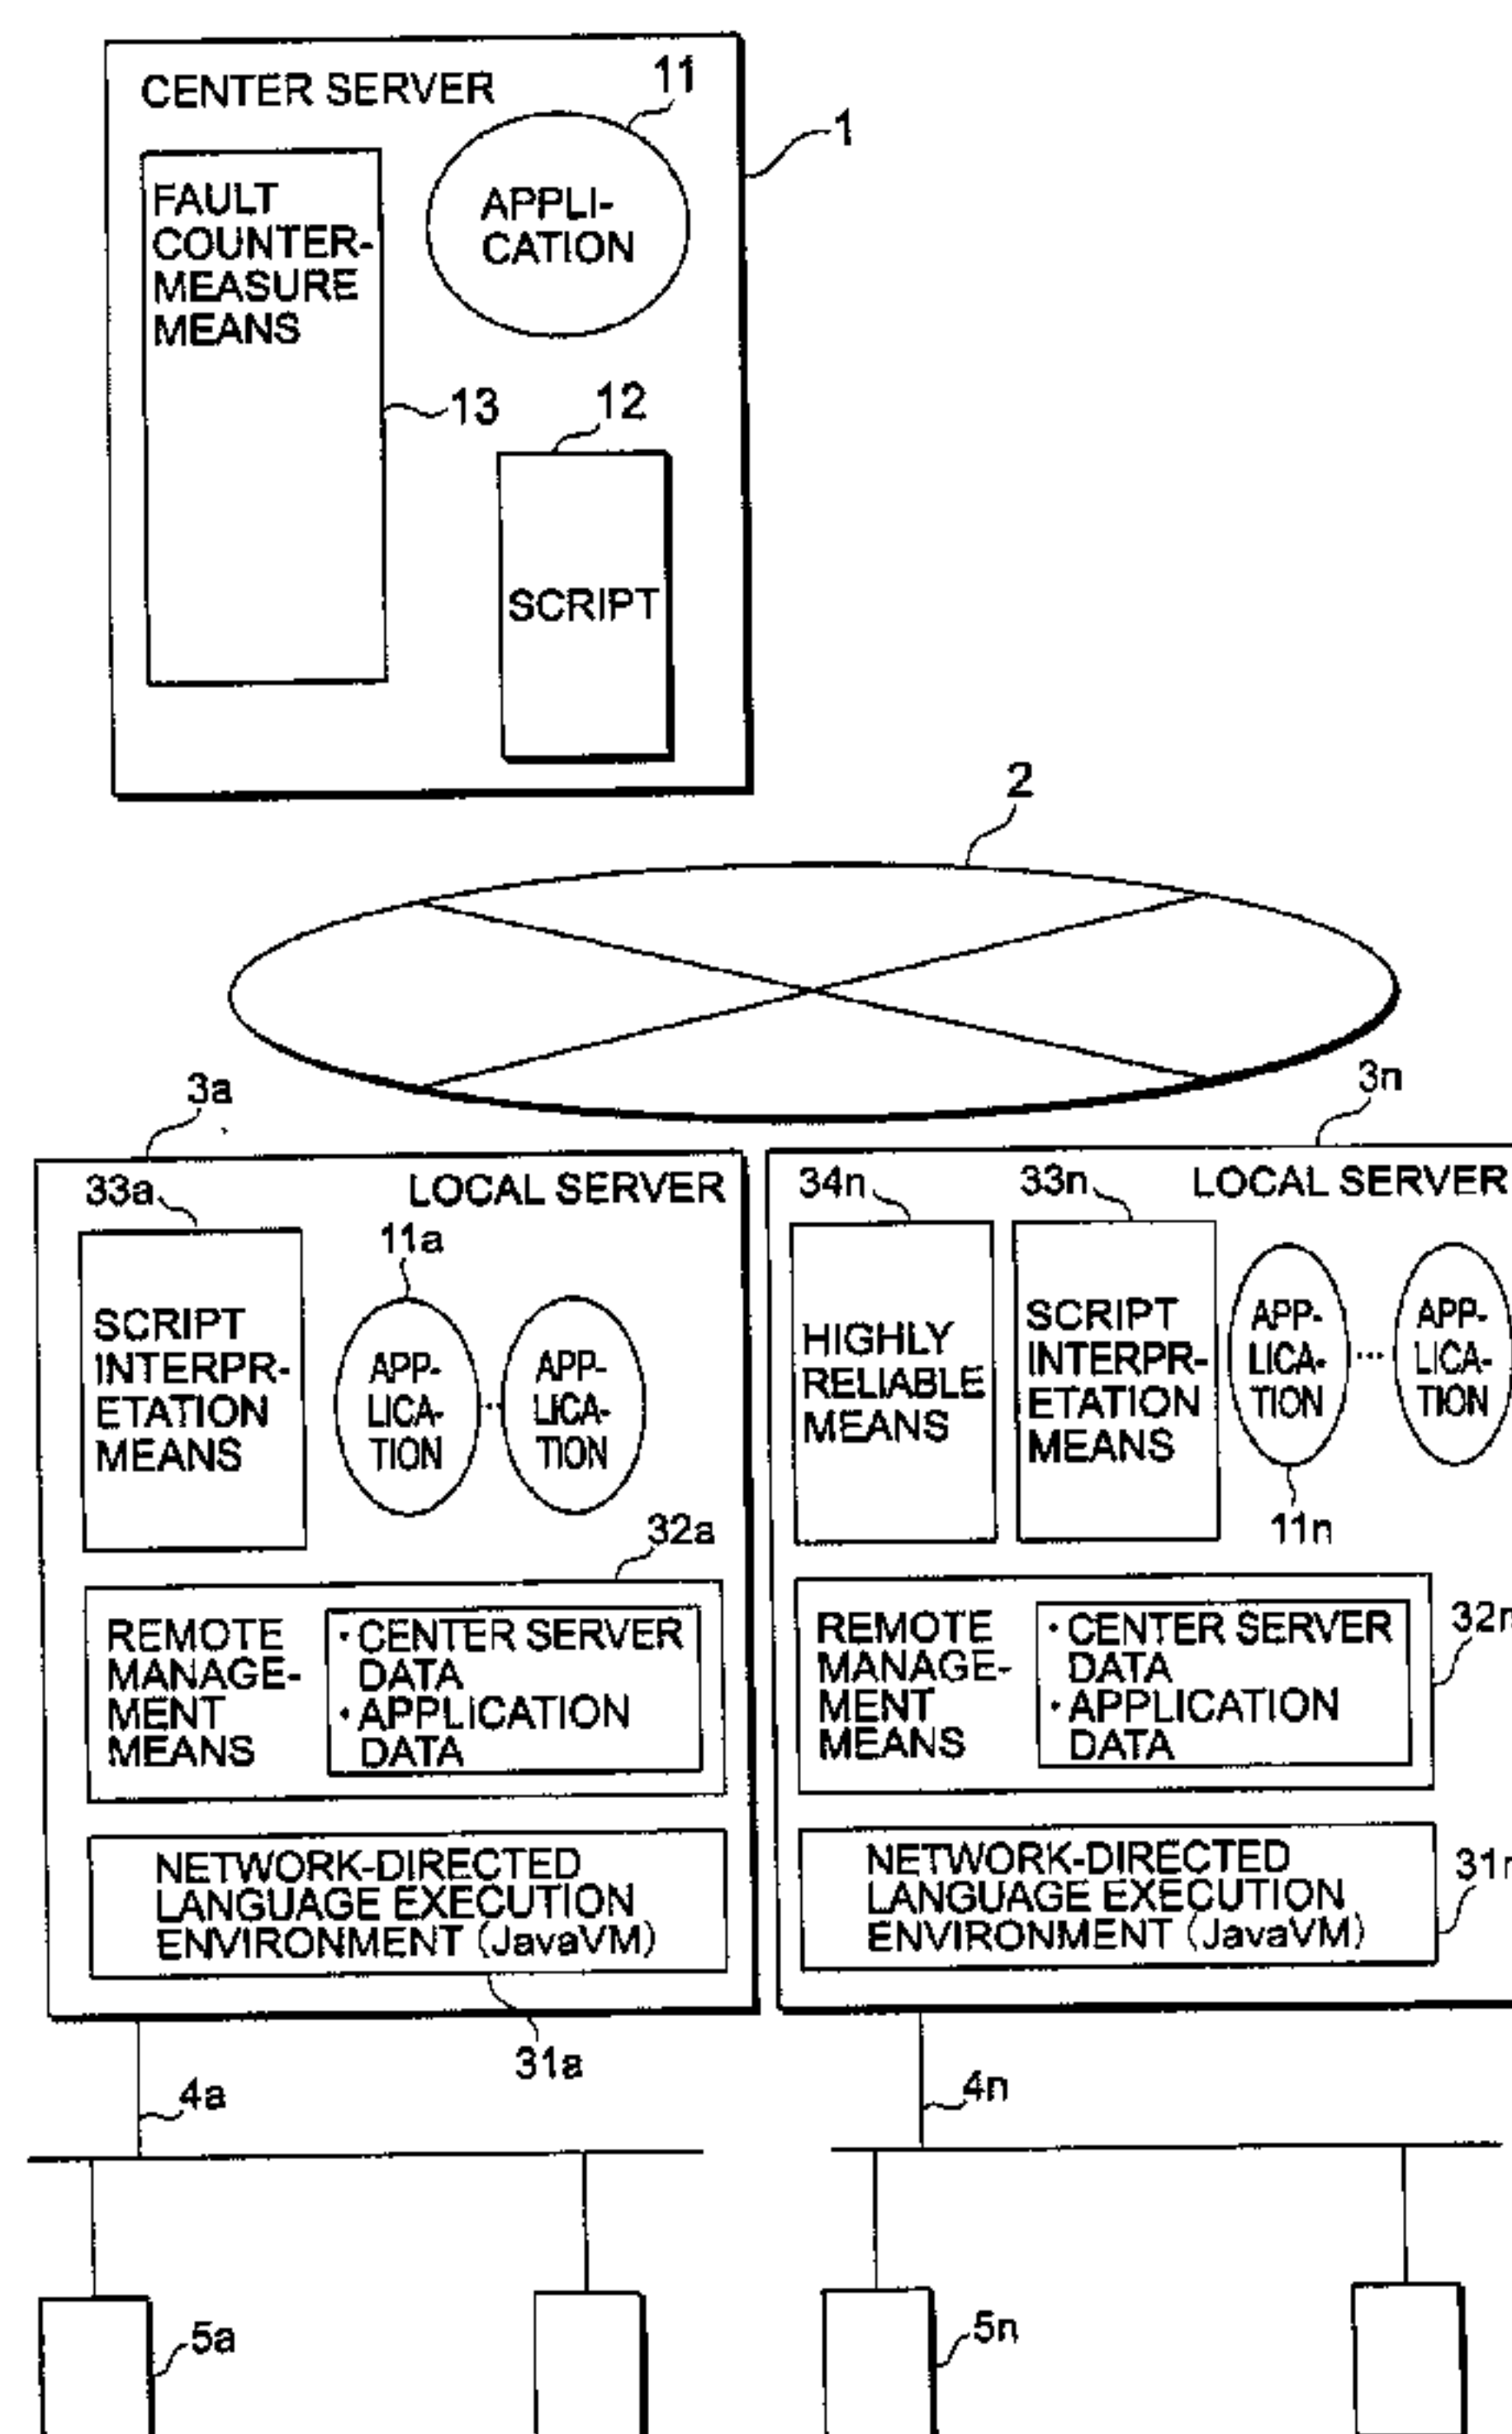 CENTER SERVER
11
1
FAULT
COUNTER-
MEASURE
MEANS
APPLI-
CATION
13
12
SCRIPT
2
3a
3n
33a
LOCAL SERVER
11a
SCRIPT
INTERPR-
ETATION
MEANS
APP-
LICA-
TION
APP-
LICA-
TION
32a
REMOTE
MANAGE-
MENT
MEANS
・CENTER SERVER
DATA
・APPLICATION
DATA
NETWORK-DIRECTED
LANGUAGE EXECUTION
ENVIRONMENT (JavaVM)
31a
34n
33n
LOCAL SERVER
HIGHLY
RELIABLE
MEANS
SCRIPT
INTERPR-
ETATION
MEANS
APP-
LICA-
TION
...
APP-
LICA-
TION
11n
REMOTE
MANAGE-
MENT
MEANS
・CENTER SERVER
DATA
・APPLICATION
DATA
32n
NETWORK-DIRECTED
LANGUAGE EXECUTION
ENVIRONMENT (JavaVM)
31n
4a
4n
5a
5n